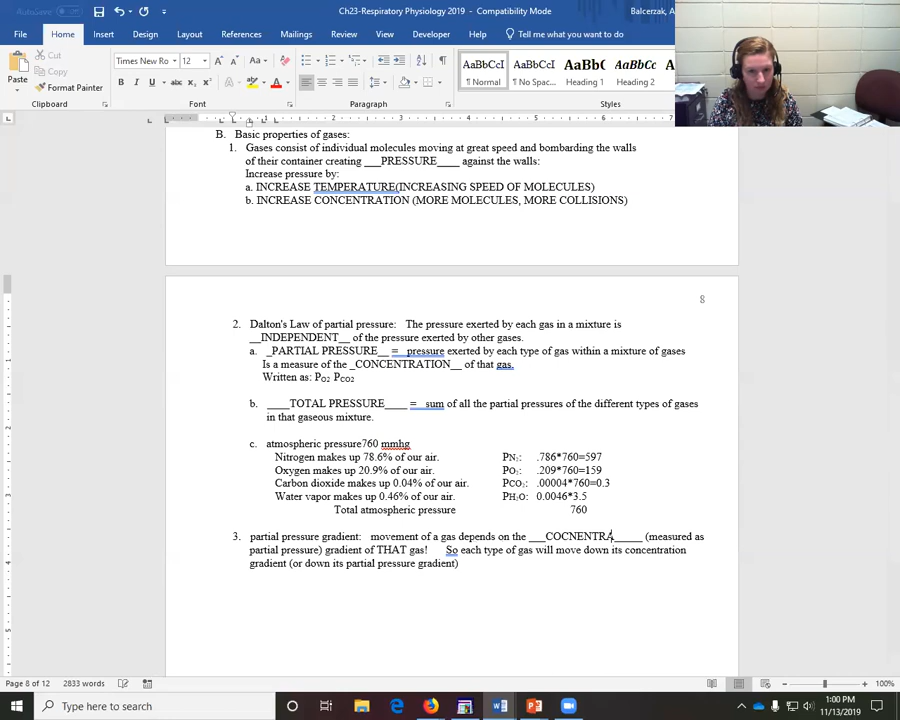 AutoSave Off Ch23-Respiratory Physiology 2019 - Compatibility Mode Balcerzak, A
File Home Insert Design Layout References Mailings Review View Developer Help Tell me what you want to do
Cut
Copy
Paste
Format Painter
Times New Ro 12
AaBbCcI AaBbCcI AaBbC( AaBbCcI
¶ Normal ¶ No Spac... Heading 1 Heading 2
Clipboard Font Paragraph Styles
B. Basic properties of gases:
1. Gases consist of individual molecules moving at great speed and bombarding the walls
of their container creating ___PRESSURE____ against the walls:
Increase pressure by:
a. INCREASE TEMPERATURE(INCREASING SPEED OF MOLECULES)
b. INCREASE CONCENTRATION (MORE MOLECULES, MORE COLLISIONS)
8
2. Dalton's Law of partial pressure: The pressure exerted by each gas in a mixture is
__INDEPENDENT__ of the pressure exerted by other gases.
a. _PARTIAL PRESSURE__ = pressure exerted by each type of gas within a mixture of gases
Is a measure of the _CONCENTRATION__ of that gas.
Written as: PO2 PCO2
b. ____TOTAL PRESSURE____ = sum of all the partial pressures of the different types of gases
in that gaseous mixture.
c. atmospheric pressure760 mmhg
Nitrogen makes up 78.6% of our air. PN2: .786*760=597
Oxygen makes up 20.9% of our air. PO2: .209*760=159
Carbon dioxide makes up 0.04% of our air. PCO2: .00004*760=0.3
Water vapor makes up 0.46% of our air. PH2O: 0.0046*3.5
Total atmospheric pressure 760
3. partial pressure gradient: movement of a gas depends on the ___COCNENTRA_____ (measured as
partial pressure) gradient of THAT gas! So each type of gas will move down its concentration
gradient (or down its partial pressure gradient)
Page 8 of 12 2833 words 100%
Type here to search
1:00 PM
11/13/2019